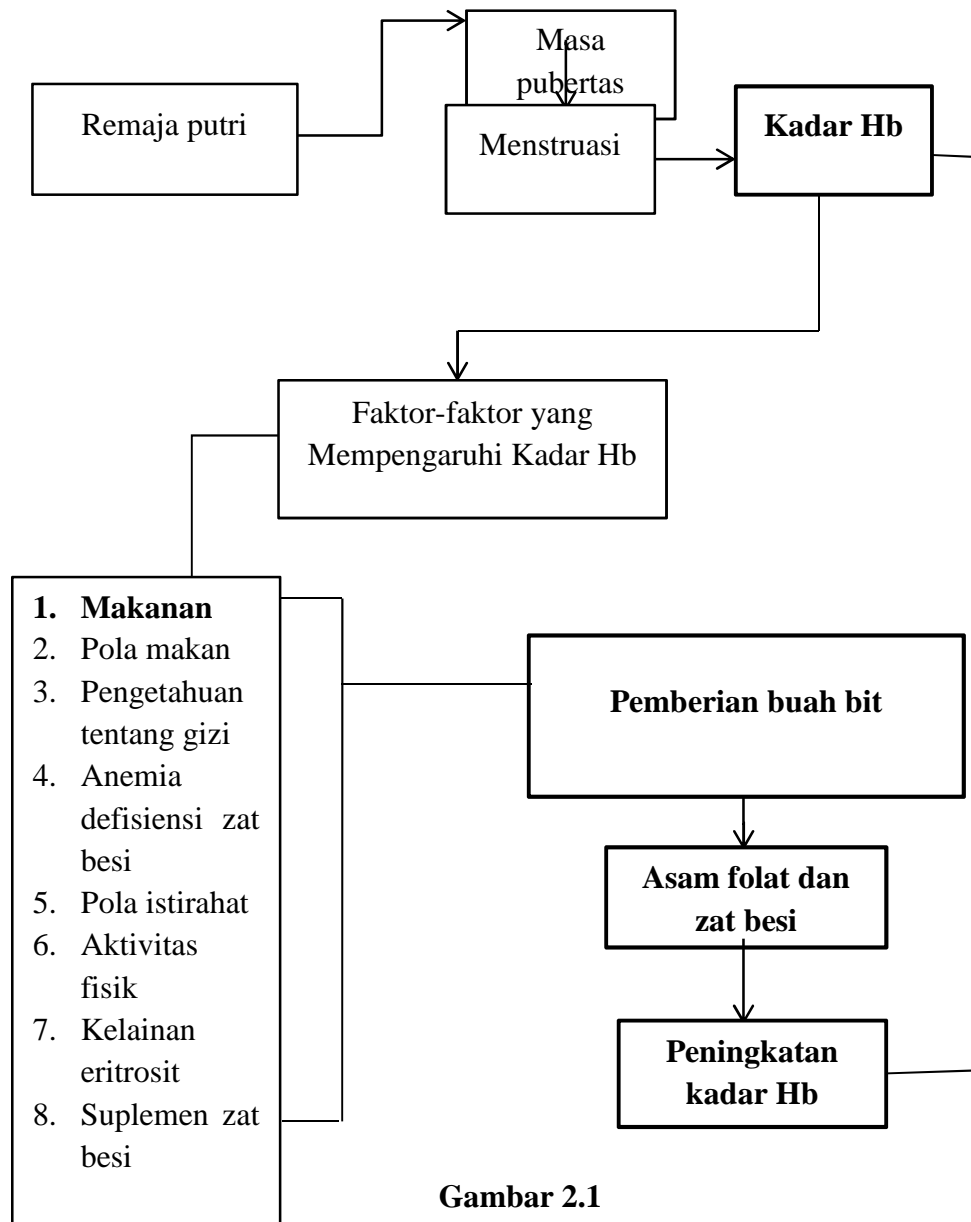 Masa
pubertas
Remaja putri
Menstruasi
Kadar Hb
Faktor-faktor yang
Mempengaruhi Kadar Hb
1. Makanan
2. Pola makan
3. Pengetahuan
tentang gizi
4. Anemia
defisiensi zat
besi
5. Pola istirahat
6. Aktivitas
fisik
7. Kelainan
eritrosit
8. Suplemen zat
besi
Pemberian buah bit
Asam folat dan
zat besi
Peningkatan
kadar Hb
Gambar 2.1